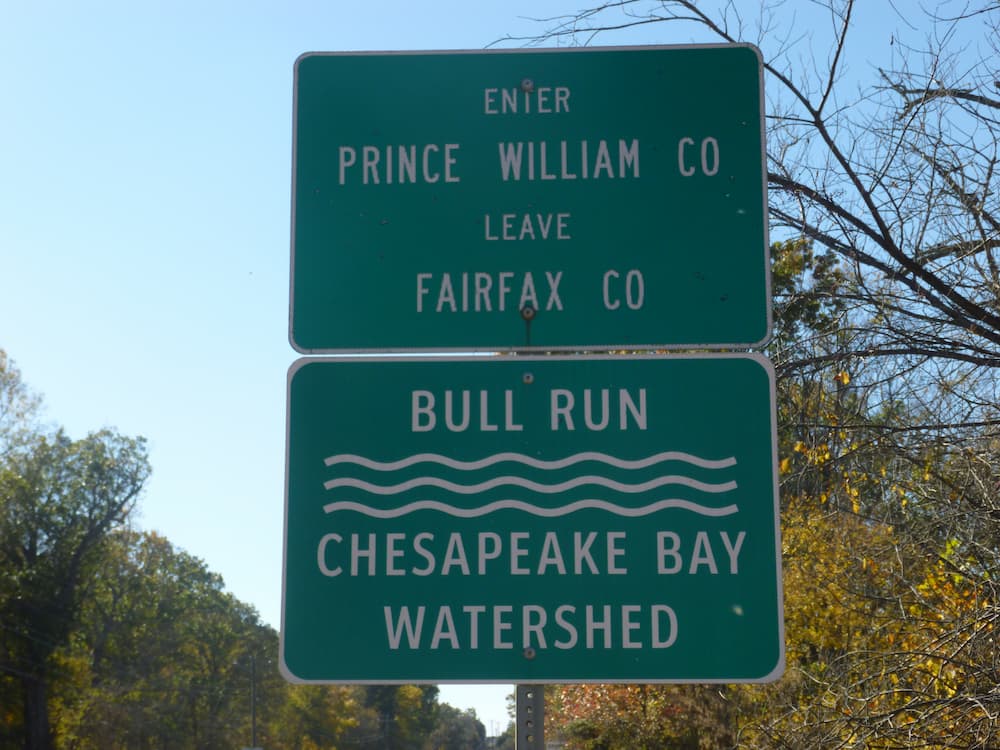 ENTER
PRINCE WILLIAM CO
LEAVE
FAIRFAX CO
BULL RUN
CHESAPEAKE BAY
WATERSHED